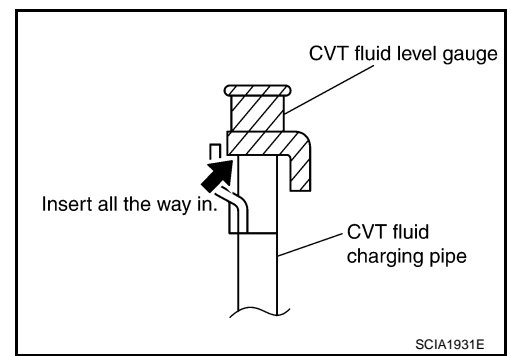 CVT fluid level gauge
Insert all the way in.
CVT fluid
charging pipe
SCIA1931E